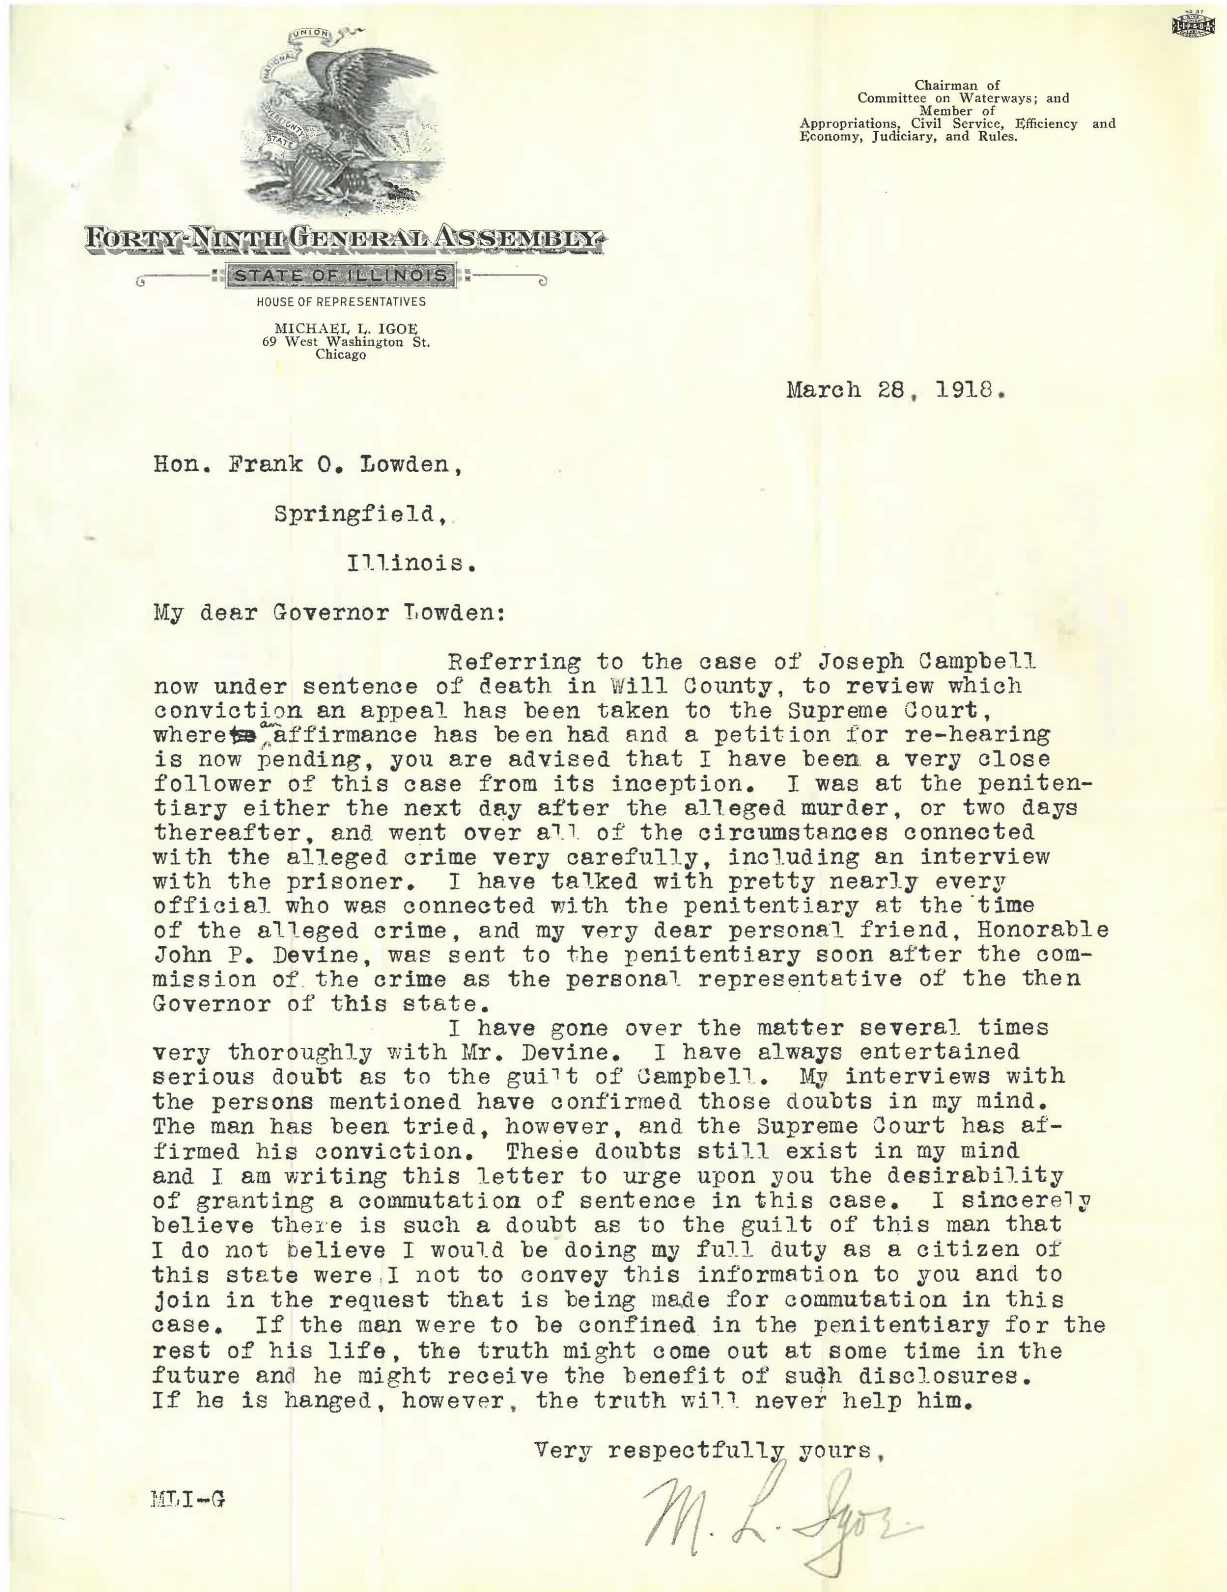 UNION
NATIONAL
SOVEREIGNTY
STATE
Chairman of
Committee on Waterways; and
Member of
Appropriations, Civil Service, Efficiency and
Economy, Judiciary, and Rules.
FORTY-NINTH GENERAL ASSEMBLY
STATE OF ILLINOIS
HOUSE OF REPRESENTATIVES
MICHAEL L. IGOE
69 West Washington St.
Chicago
March 28, 1918.
Hon. Frank O. Lowden,
Springfield,
Illinois.
My dear Governor Lowden:
Referring to the case of Joseph Campbell
now under sentence of death in Will County, to review which
conviction an appeal has been taken to the Supreme Court,
where an affirmance has been had and a petition for re-hearing
is now pending, you are advised that I have been a very close
follower of this case from its inception. I was at the peniten-
tiary either the next day after the alleged murder, or two days
thereafter, and went over all of the circumstances connected
with the alleged crime very carefully, including an interview
with the prisoner. I have talked with pretty nearly every
official who was connected with the penitentiary at the time
of the alleged crime, and my very dear personal friend, Honorable
John P. Devine, was sent to the penitentiary soon after the com-
mission of the crime as the personal representative of the then
Governor of this state.
I have gone over the matter several times
very thoroughly with Mr. Devine. I have always entertained
serious doubt as to the guilt of Campbell. My interviews with
the persons mentioned have confirmed those doubts in my mind.
The man has been tried, however, and the Supreme Court has af-
firmed his conviction. These doubts still exist in my mind
and I am writing this letter to urge upon you the desirability
of granting a commutation of sentence in this case. I sincerely
believe there is such a doubt as to the guilt of this man that
I do not believe I would be doing my full duty as a citizen of
this state were I not to convey this information to you and to
join in the request that is being made for commutation in this
case. If the man were to be confined in the penitentiary for the
rest of his life, the truth might come out at some time in the
future and he might receive the benefit of such disclosures.
If he is hanged, however, the truth will never help him.
Very respectfully yours,
MLI-G
M. L. Igoe